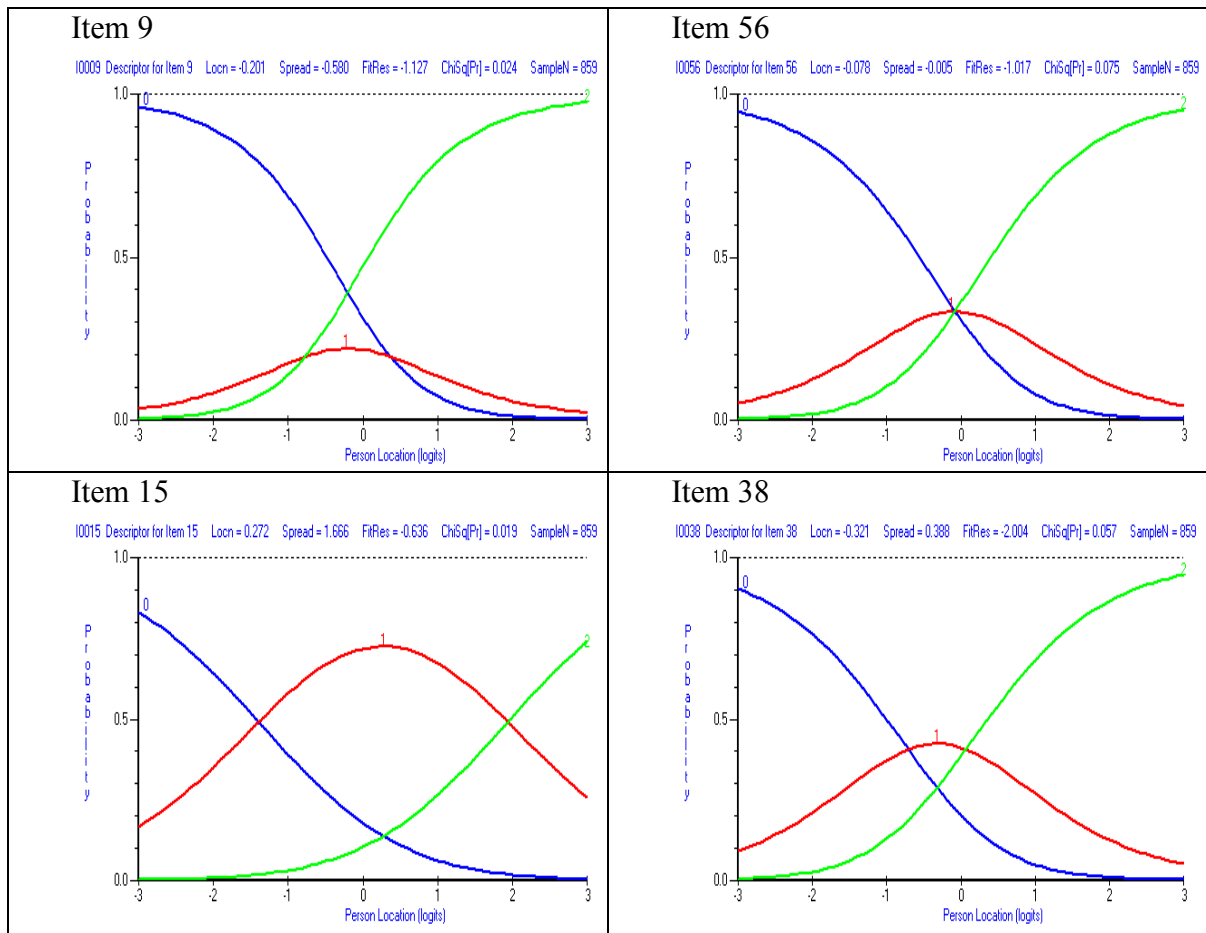 Item 9
I0009 Descriptor for Item 9 Locn = -0.201 Spread = -0.580 FitRes = -1.127 ChiSq[Pr] = 0.024 SampleN = 859
1.0
0
2
Probability
0.5
1
0.0
-3 -2 -1 0 1 2 3
Person Location (logits)
Item 56
I0056 Descriptor for Item 56 Locn = -0.078 Spread = -0.005 FitRes = -1.017 ChiSq[Pr] = 0.075 SampleN = 859
1.0
0
2
Probability
0.5
1
0.0
-3 -2 -1 0 1 2 3
Person Location (logits)
Item 15
I0015 Descriptor for Item 15 Locn = 0.272 Spread = 1.666 FitRes = -0.636 ChiSq[Pr] = 0.019 SampleN = 859
1.0
0
1
2
Probability
0.5
0.0
-3 -2 -1 0 1 2 3
Person Location (logits)
Item 38
I0038 Descriptor for Item 38 Locn = -0.321 Spread = 0.388 FitRes = -2.004 ChiSq[Pr] = 0.057 SampleN = 859
1.0
0
2
Probability
0.5
1
0.0
-3 -2 -1 0 1 2 3
Person Location (logits)